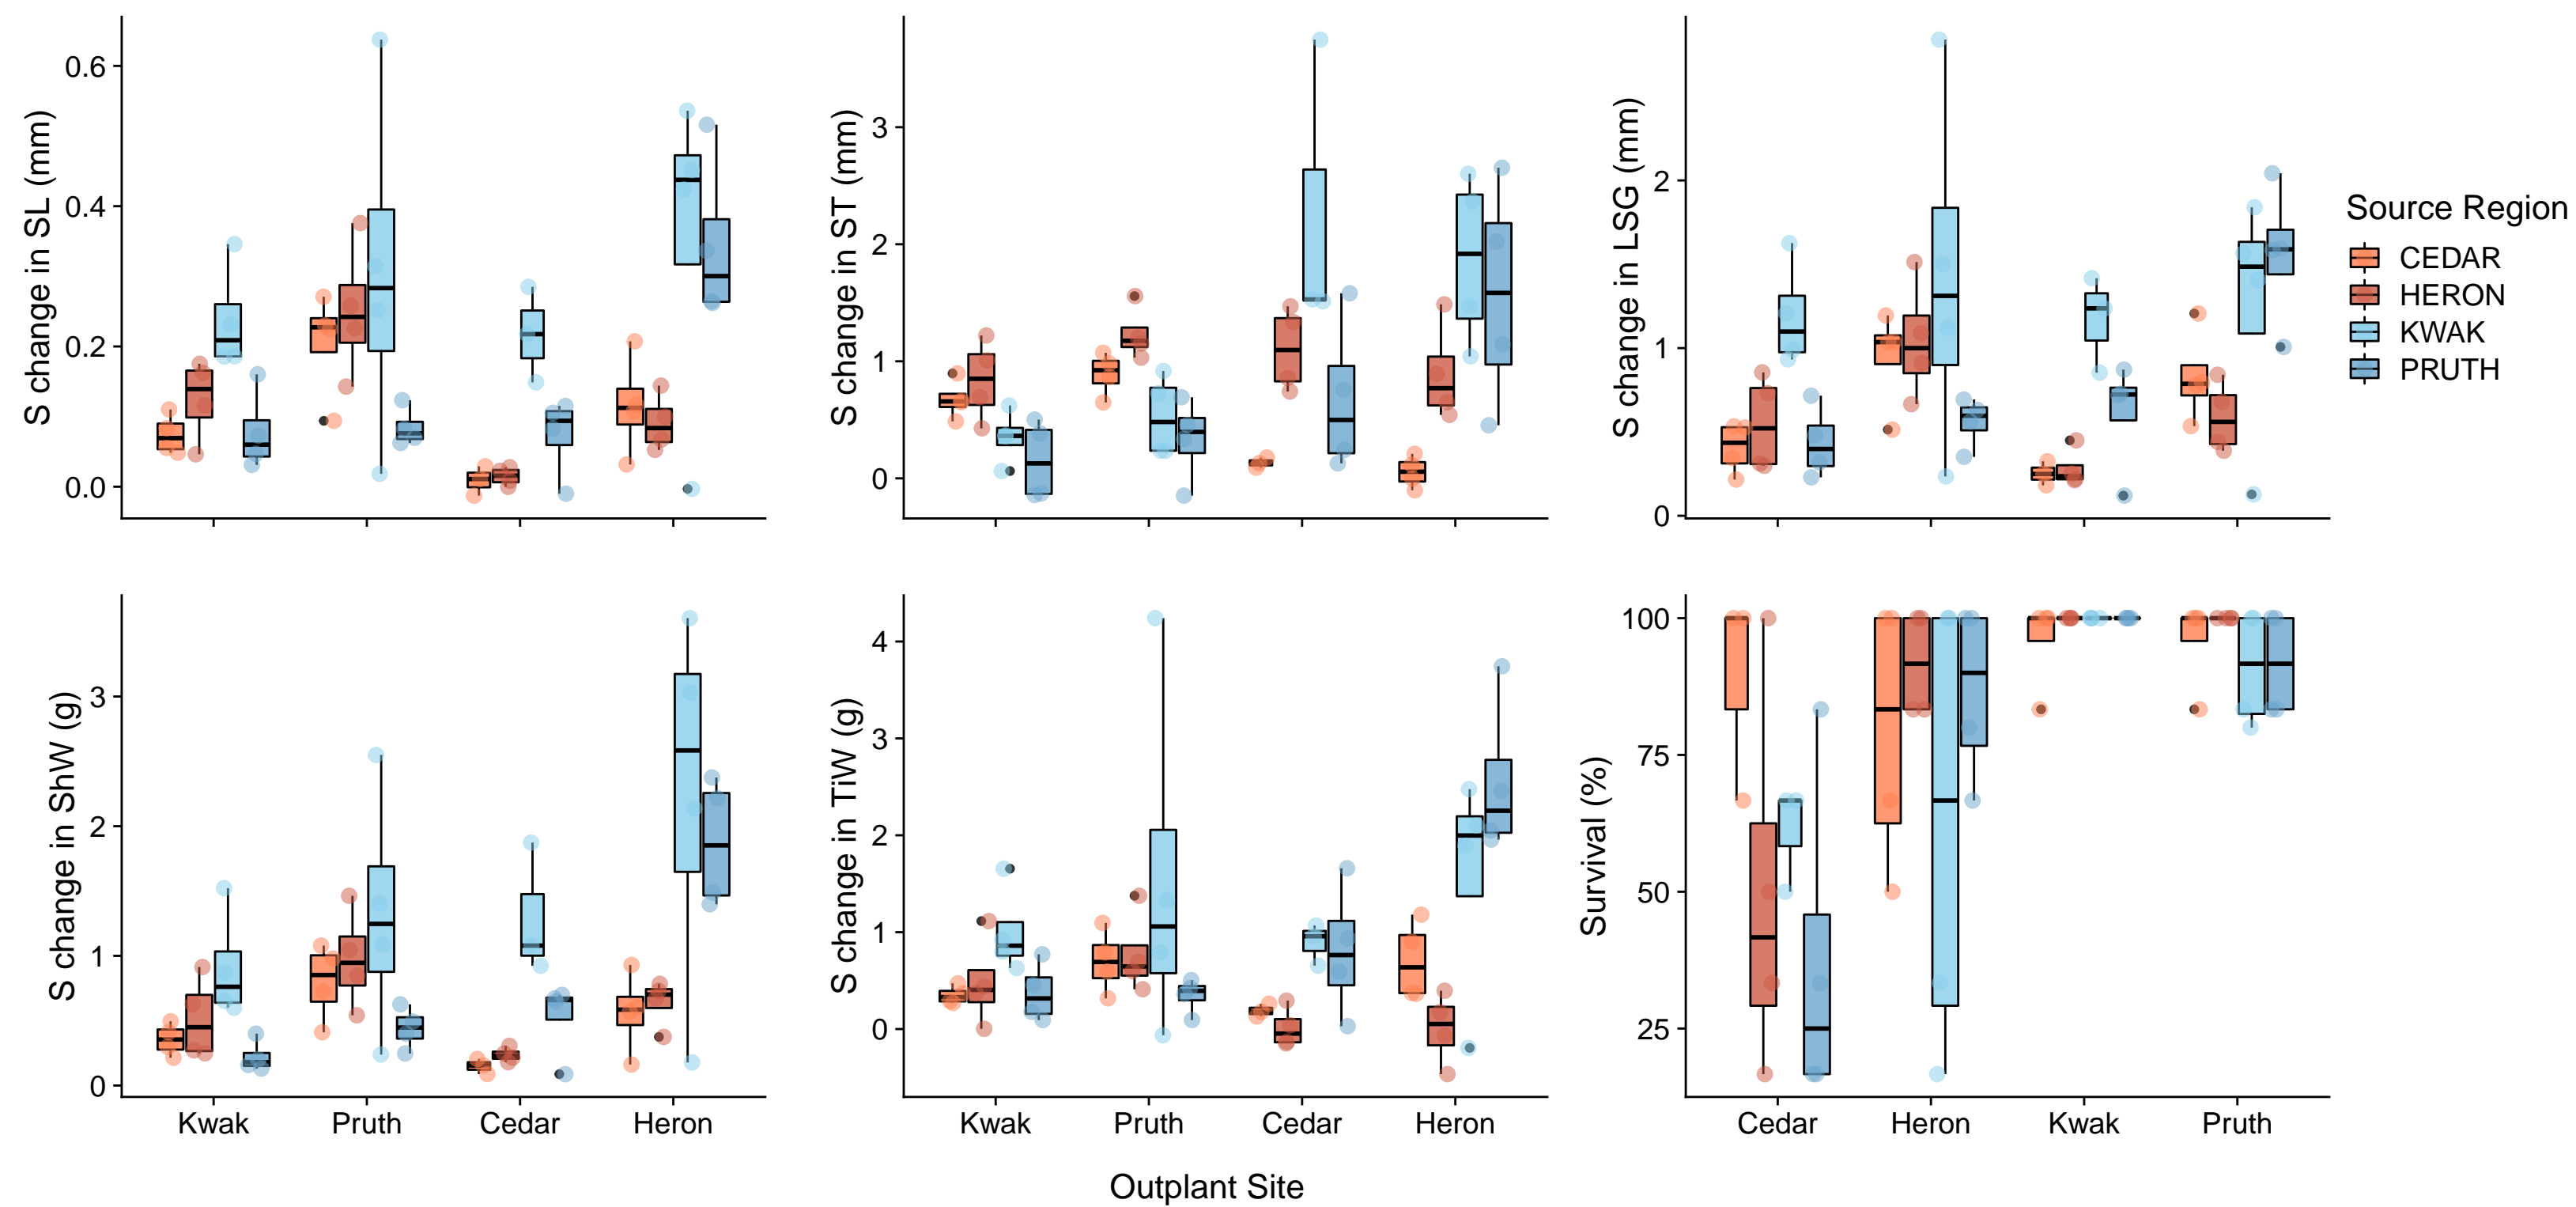 S change in SL (mm)
0.6
0.4
0.2
0.0
S change in ST (mm)
3
2
1
0
S change in LSG (mm)
2
1
0
Source Region
CEDAR
HERON
KWAK
PRUTH
S change in ShW (g)
3
2
1
0
Kwak Pruth Cedar Heron
S change in TiW (g)
4
3
2
1
0
Kwak Pruth Cedar Heron
Survival (%)
100
75
50
25
Cedar Heron Kwak Pruth
Outplant Site